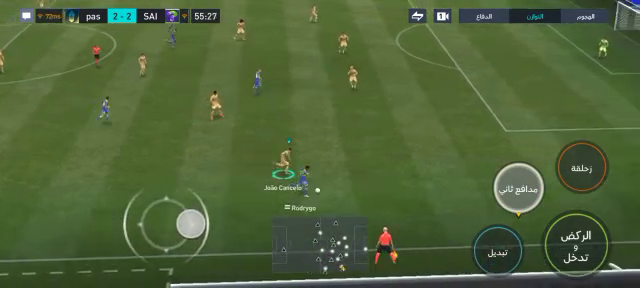 72ms pas 2 - 2 SAI 55:27
1 الدفاع التوازن الهجوم
زحلقة
مدافع ثاني
João Cancelo
Rodrygo
تبديل
الركض
و
تدخل